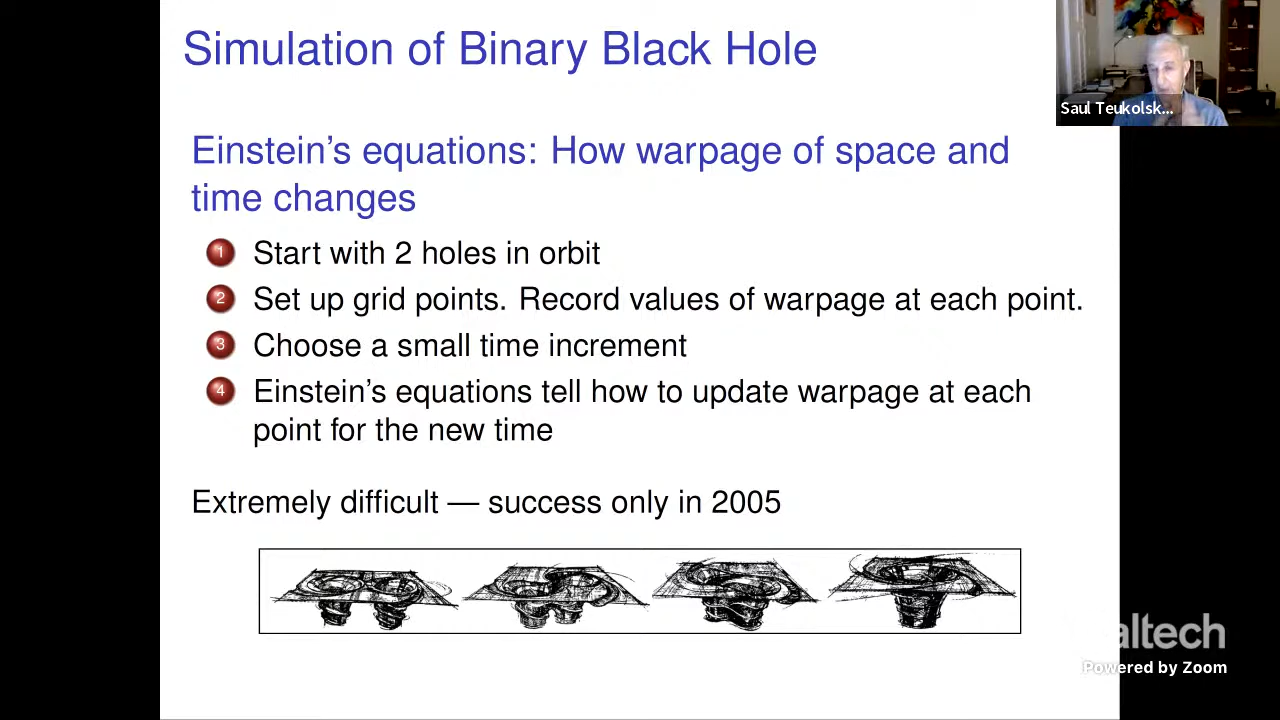 Simulation of Binary Black Hole
Saul Teukolsk...
Einstein's equations: How warpage of space and
time changes
1 Start with 2 holes in orbit
2 Set up grid points. Record values of warpage at each point.
3 Choose a small time increment
4 Einstein's equations tell how to update warpage at each
point for the new time
Extremely difficult — success only in 2005
altech
Powered by Zoom